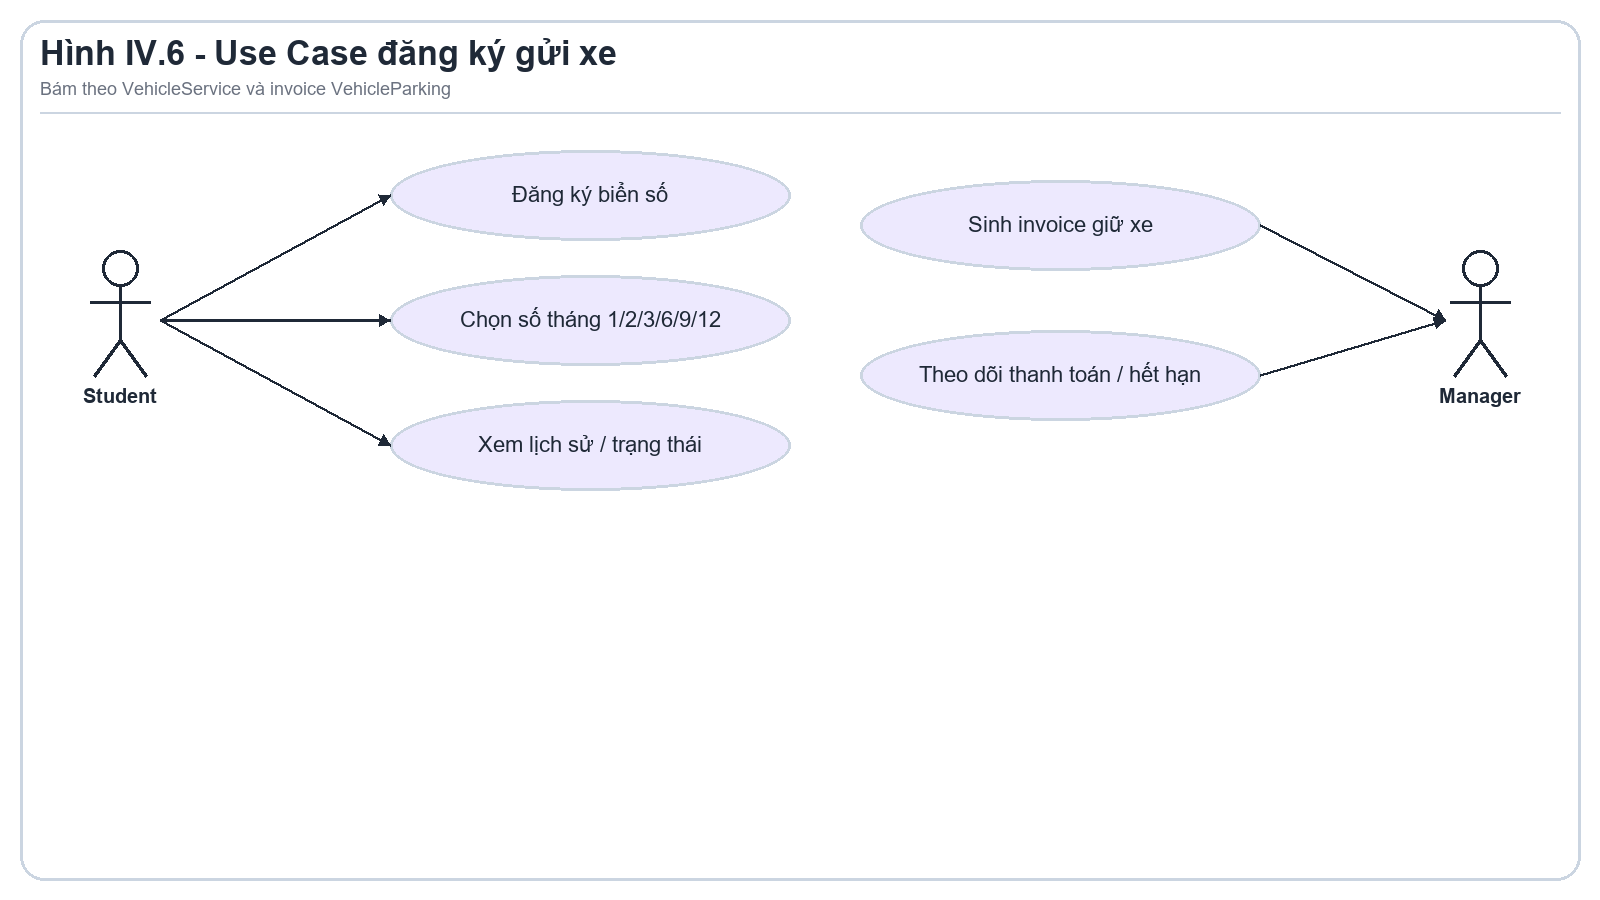 Hình IV.6 - Use Case đăng ký gửi xe
Bám theo VehicleService và invoice VehicleParking
Đăng ký biển số
Sinh invoice giữ xe
Chọn số tháng 1/2/3/6/9/12
Theo dõi thanh toán / hết hạn
Student
Manager
Xem lịch sử / trạng thái